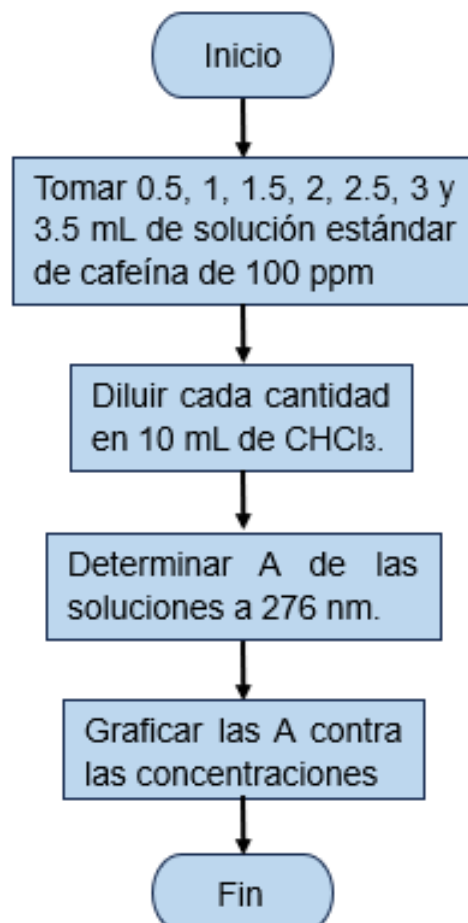 Inicio
Tomar 0.5, 1, 1.5, 2, 2.5, 3 y
3.5 mL de solución estándar
de cafeína de 100 ppm
Diluir cada cantidad
en 10 mL de CHCl₃.
Determinar A de las
soluciones a 276 nm.
Graficar las A contra
las concentraciones
Fin